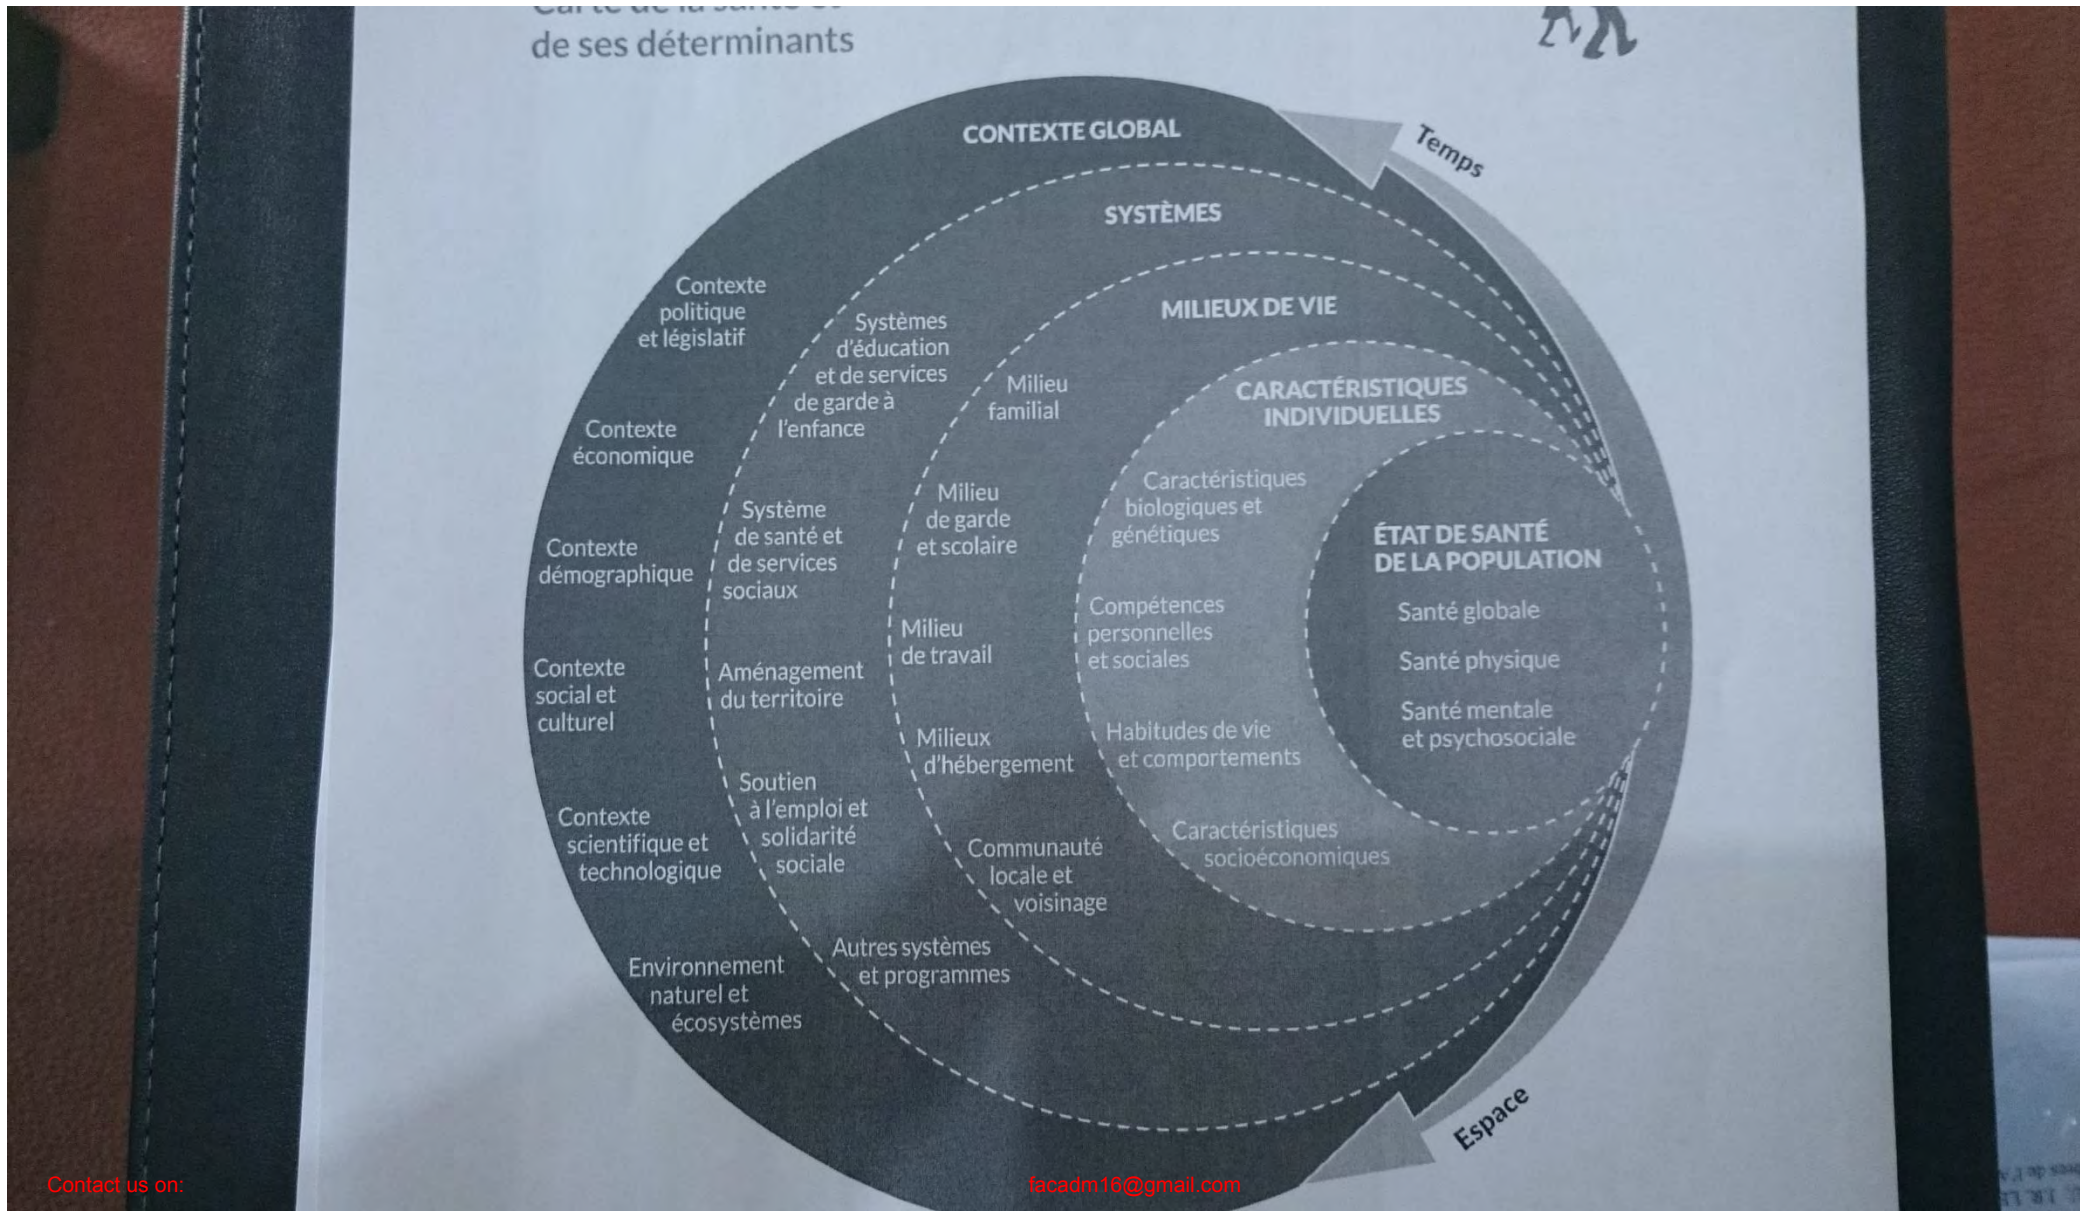 Carte de la santé et
de ses déterminants
CONTEXTE GLOBAL
Temps
SYSTÈMES
MILIEUX DE VIE
CARACTÉRISTIQUES
INDIVIDUELLES
ÉTAT DE SANTÉ
DE LA POPULATION
Contexte
politique
et législatif
Contexte
économique
Contexte
démographique
Contexte
social et
culturel
Contexte
scientifique et
technologique
Environnement
naturel et
écosystèmes
Systèmes
d'éducation
et de services
de garde à
l'enfance
Système
de santé et
de services
sociaux
Aménagement
du territoire
Soutien
à l'emploi et
solidarité
sociale
Autres systèmes
et programmes
Milieu
familial
Milieu
de garde
et scolaire
Milieu
de travail
Milieux
d'hébergement
Communauté
locale et
voisinage
Caractéristiques
biologiques et
génétiques
Compétences
personnelles
et sociales
Habitudes de vie
et comportements
Caractéristiques
socioéconomiques
Santé globale
Santé physique
Santé mentale
et psychosociale
Espace
Contact us on:
facadm16@gmail.com